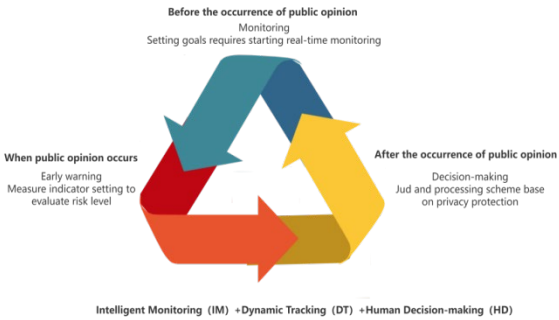 Before the occurrence of public opinion
Monitoring
Setting goals requires starting real-time monitoring
When public opinion occurs
Early warning
Measure indicator setting to
evaluate risk level
After the occurrence of public opinion
Decision-making
Jud and processing scheme base
on privacy protection
Intelligent Monitoring（IM）+Dynamic Tracking（DT）+Human Decision-making（HD）